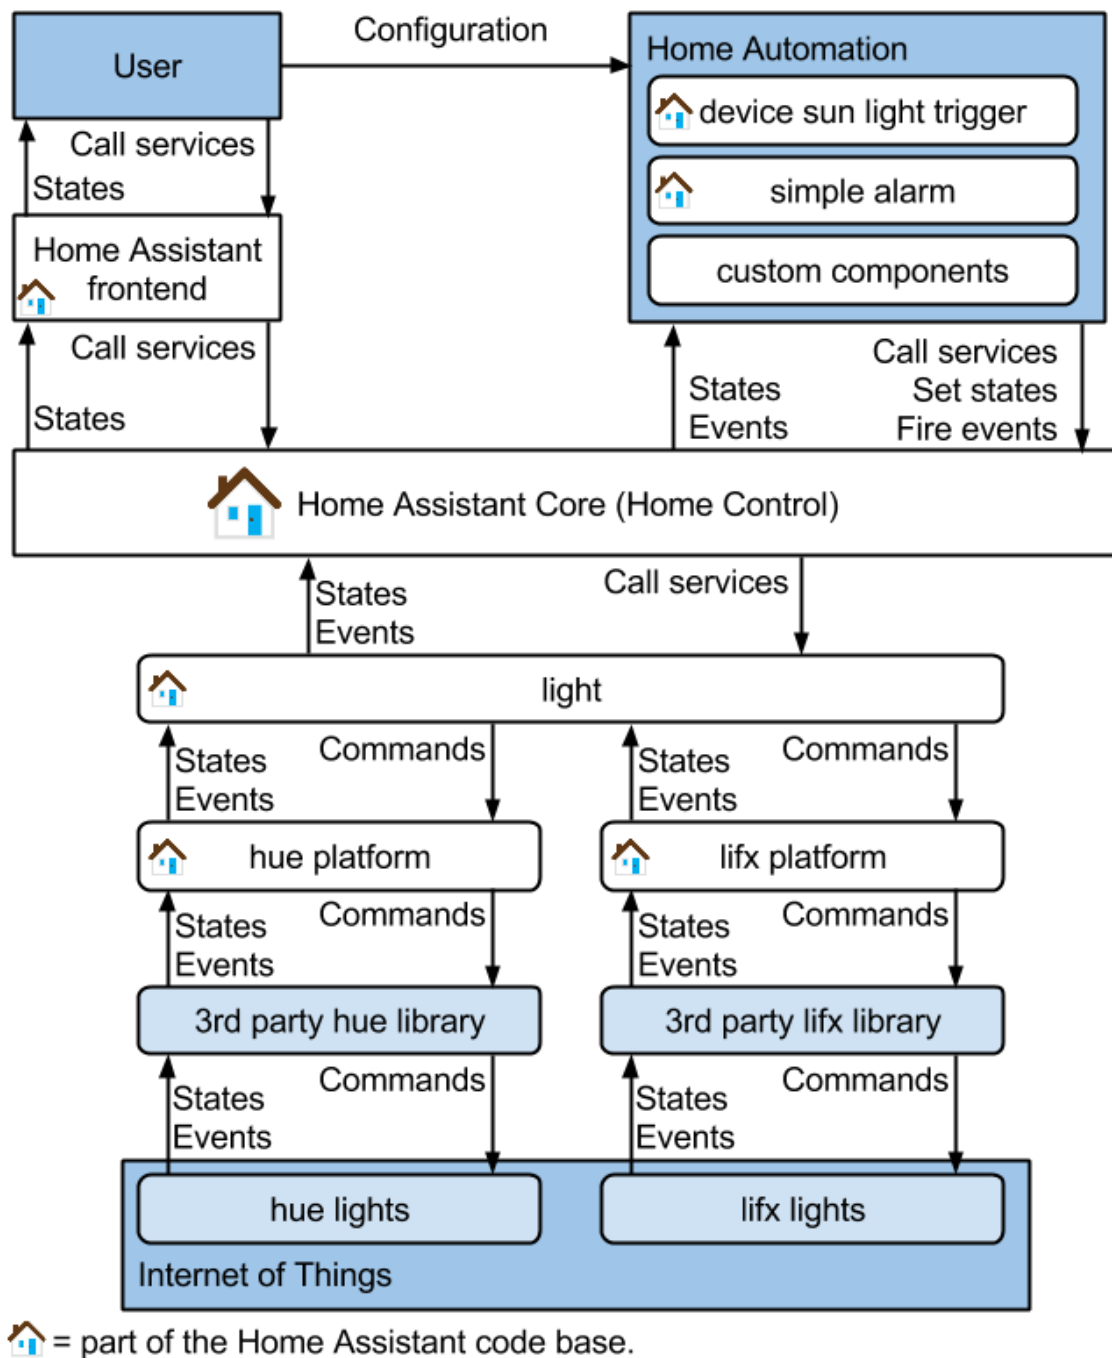 User
Configuration
Home Automation
device sun light trigger
simple alarm
custom components
Call services
States
Home Assistant
frontend
Call services
States
States
Events
Call services
Set states
Fire events
Home Assistant Core (Home Control)
States
Events
Call services
light
States
Events
Commands
States
Events
Commands
hue platform
lifx platform
States
Events
Commands
States
Events
Commands
3rd party hue library
3rd party lifx library
States
Events
Commands
States
Events
Commands
hue lights
lifx lights
Internet of Things
= part of the Home Assistant code base.